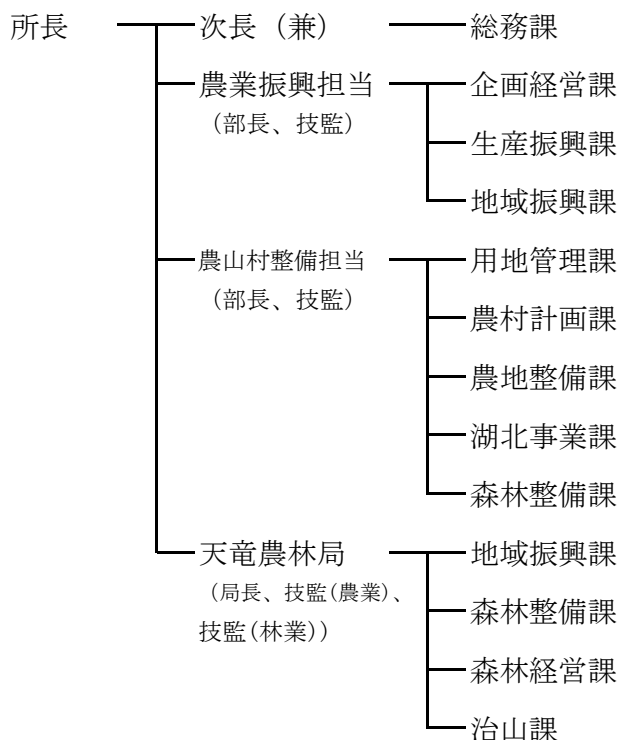 所長 次長（兼） 総務課
農業振興担当 企画経営課
（部長、技監）
生産振興課
地域振興課
農山村整備担当 用地管理課
（部長、技監）
農村計画課
農地整備課
湖北事業課
森林整備課
天竜農林局 地域振興課
（局長、技監(農業)、
技監(林業)）
森林整備課
森林経営課
治山課